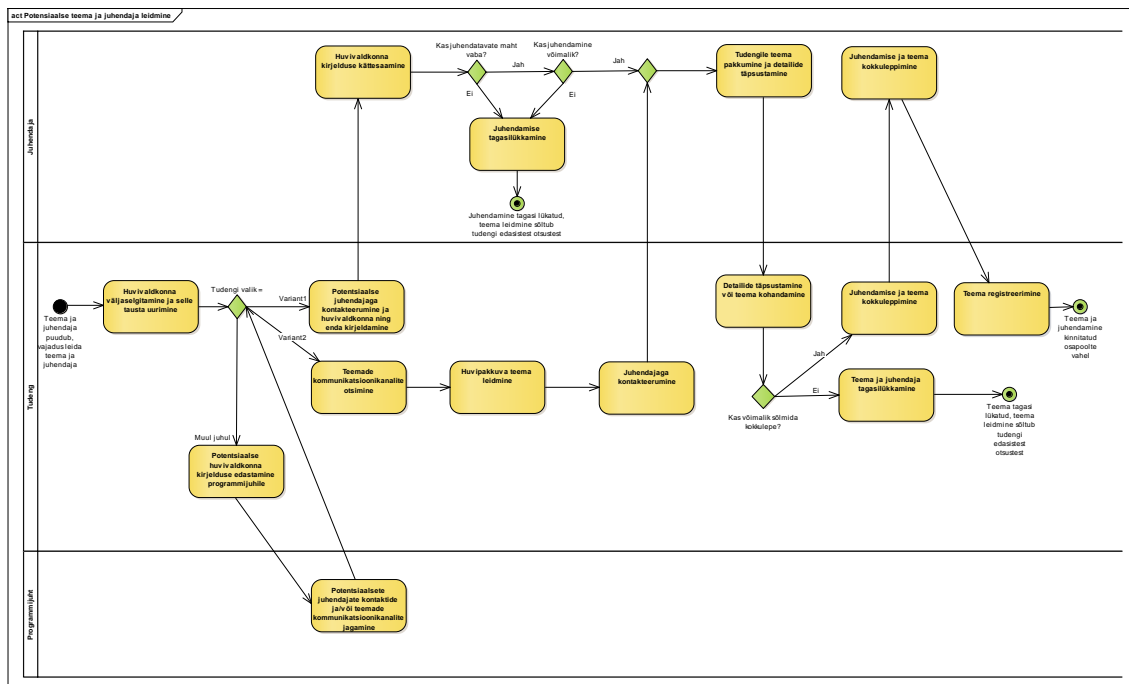 act Potensiaalse teema ja juhendaja leidmine
Juhendaja
Huvivaldkonna
kirjelduse kättesaamine
Kas juhendatavate maht
vaba?
Jah
Ei
Kas juhendamine
võimalik?
Jah
Ei
Juhendamise
tagasilükkamine
Juhendamine tagasi lükatud,
teema leidmine sõltub
tudengi edasistest otsustest
Tudengile teema
pakkumine ja detailide
täpsustamine
Juhendamise ja teema
kokkuleppimine
Tudeng
Teema ja
juhendaja
puudub,
vajadus leida
teema ja
juhendaja
Huvivaldkonna
väljaselgitamine ja selle
tausta uurimine
Tudengi valik =
Variant1
Variant2
Muul juhul
Potentsiaalse
juhendajaga
kontakteerumine ja
huvivaldkonna ning
enda kirjeldamine
Teemade
kommunikatsioonikanalite
otsimine
Huvipakkuva teema
leidmine
Juhendajaga
kontakteerumine
Detailide täpsustamine
või teema kohandamine
Kas võimalik sõlmida
kokkulepe?
Jah
Ei
Juhendamise ja teema
kokkuleppimine
Teema ja juhendaja
tagasilükkamine
Teema registreerimine
Teema ja
juhendamine
kinnitatud
osapoolte
vahel
Teema tagasi
lükatud, teema
leidmine sõltub
tudengi
edasistest
otsustest
Potentsiaalse
huvivaldkonna
kirjelduse edastamine
programmijuhile
Programmijuht
Potentsiaalsete
juhendajate kontaktide
ja/või teemade
kommunikatsioonikanalite
jagamine